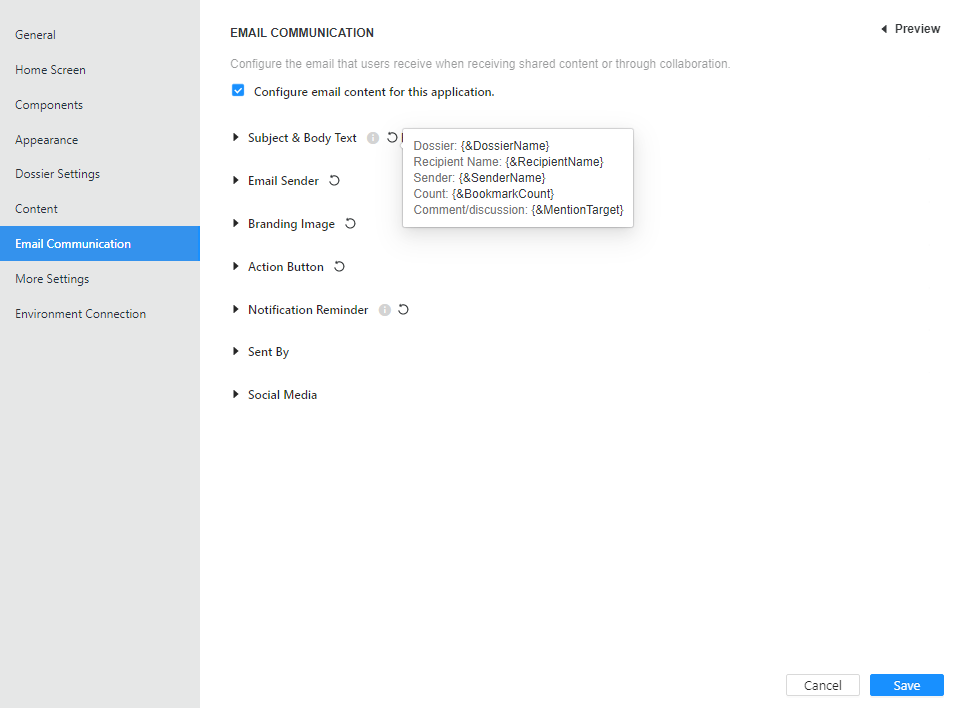 General
Home Screen
Components
Appearance
Dossier Settings
Content
Email Communication
More Settings
Environment Connection
EMAIL COMMUNICATION
Preview
Configure the email that users receive when receiving shared content or through collaboration.
Configure email content for this application.
Subject & Body Text
Dossier: {&DossierName}
Recipient Name: {&RecipientName}
Sender: {&SenderName}
Count: {&BookmarkCount}
Comment/discussion: {&MentionTarget}
Email Sender
Branding Image
Action Button
Notification Reminder
Sent By
Social Media
Cancel
Save